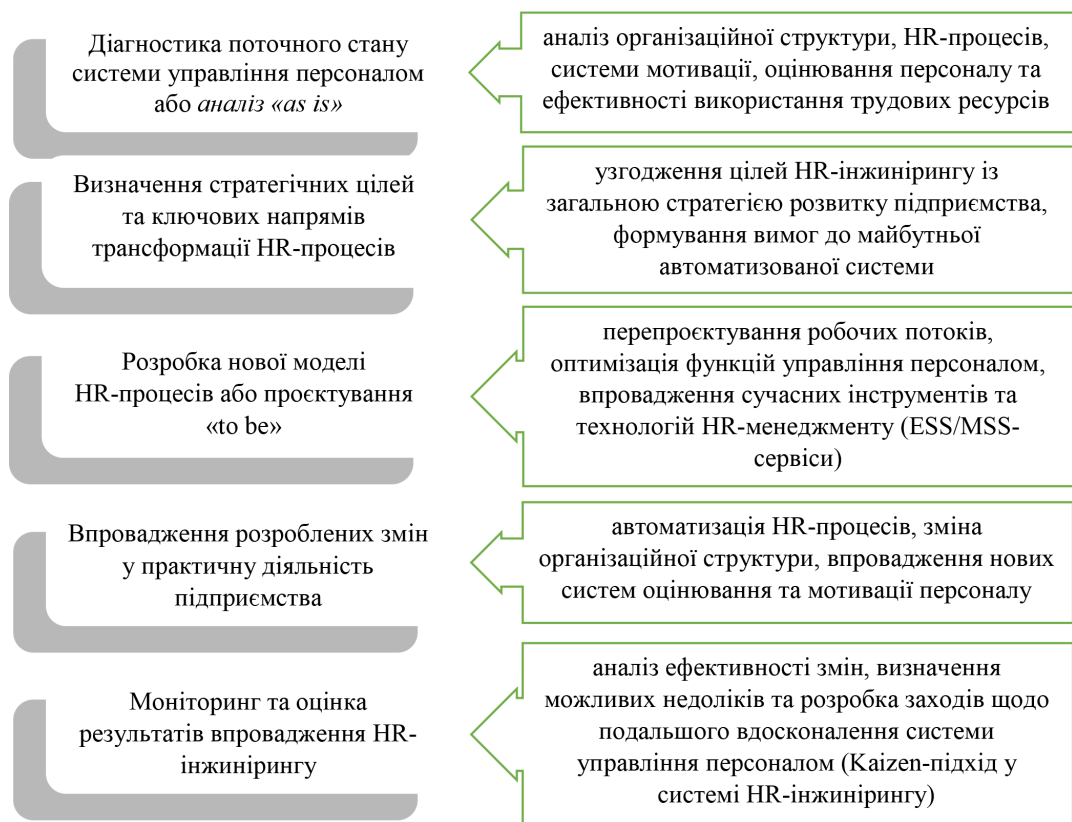 Діагностика поточного стану
системи управління персоналом
або аналіз «as is»
аналіз організаційної структури, HR-процесів,
системи мотивації, оцінювання персоналу та
ефективності використання трудових ресурсів
Визначення стратегічних цілей
та ключових напрямів
трансформації HR-процесів
узгодження цілей HR-інжинірингу із
загальною стратегією розвитку підприємства,
формування вимог до майбутньої
автоматизованої системи
Розробка нової моделі
HR-процесів або проєктування
«to be»
перепроєктування робочих потоків,
оптимізація функцій управління персоналом,
впровадження сучасних інструментів та
технологій HR-менеджменту (ESS/MSS-
сервіси)
Впровадження розроблених змін
у практичну діяльність
підприємства
автоматизація HR-процесів, зміна
організаційної структури, впровадження нових
систем оцінювання та мотивації персоналу
Моніторинг та оцінка
результатів впровадження HR-
інжинірингу
аналіз ефективності змін, визначення
можливих недоліків та розробка заходів щодо
подальшого вдосконалення системи
управління персоналом (Kaizen-підхід у
системі HR-інжинірингу)